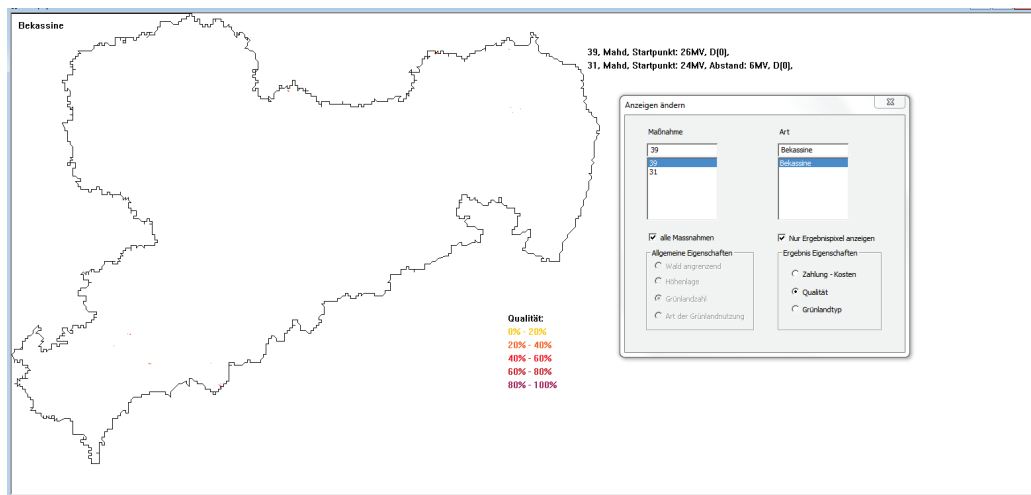 Bekassine
39, Mahd, Startpunkt: 26MV, D(0),
31, Mahd, Startpunkt: 24MV, Abstand: 6MV, D(0),
Anzeigen ändern
Maßnahme
Art
39
Bekassine
39
Bekassine
31
alle Massnahmen
Nur Ergebnispixel anzeigen
Allgemeine Eigenschaften
Ergebnis Eigenschaften
Wald angrenzend
Zahlung - Kosten
Höhenlage
Qualität
Grünlandzahl
Grünlandtyp
Art der Grünlandnutzung
Qualität:
0% - 20%
20% - 40%
40% - 60%
60% - 80%
80% - 100%